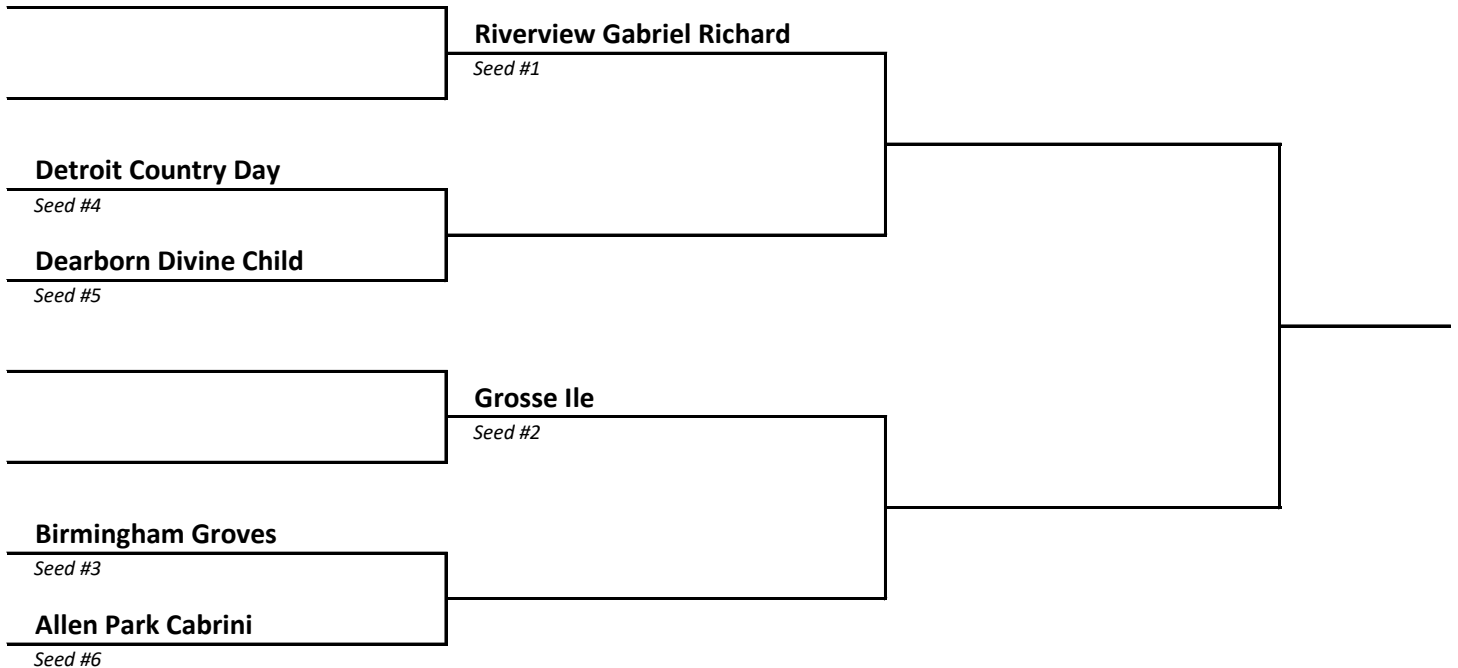 Riverview Gabriel Richard
Seed #1
Detroit Country Day
Seed #4
Dearborn Divine Child
Seed #5
Grosse Ile
Seed #2
Birmingham Groves
Seed #3
Allen Park Cabrini
Seed #6